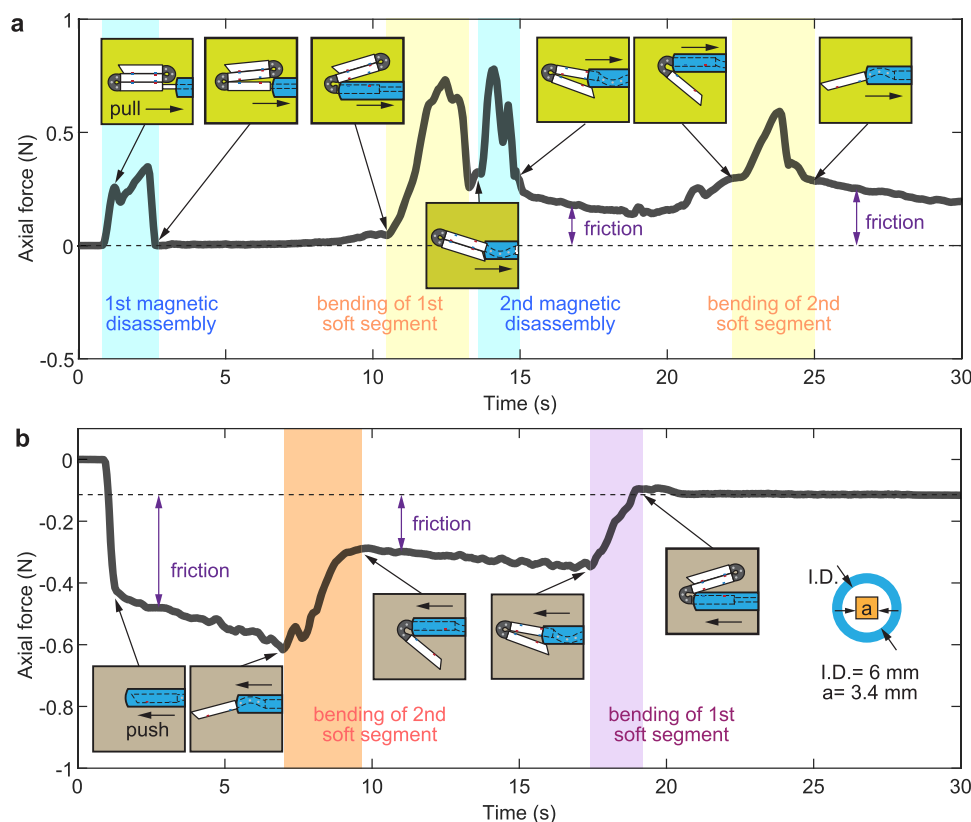 a
1
0.5
0
-0.5
Axial force (N)
pull
friction
friction
1st magnetic
disassembly
bending of 1st
soft segment
2nd magnetic
disassembly
bending of 2nd
soft segment
0
5
10
15
20
25
30
Time (s)
b
0
-0.2
-0.4
-0.6
-0.8
-1
Axial force (N)
friction
friction
push
bending of 2nd
soft segment
bending of 1st
soft segment
I.D.
a
I.D.= 6 mm
a= 3.4 mm
0
5
10
15
20
25
30
Time (s)